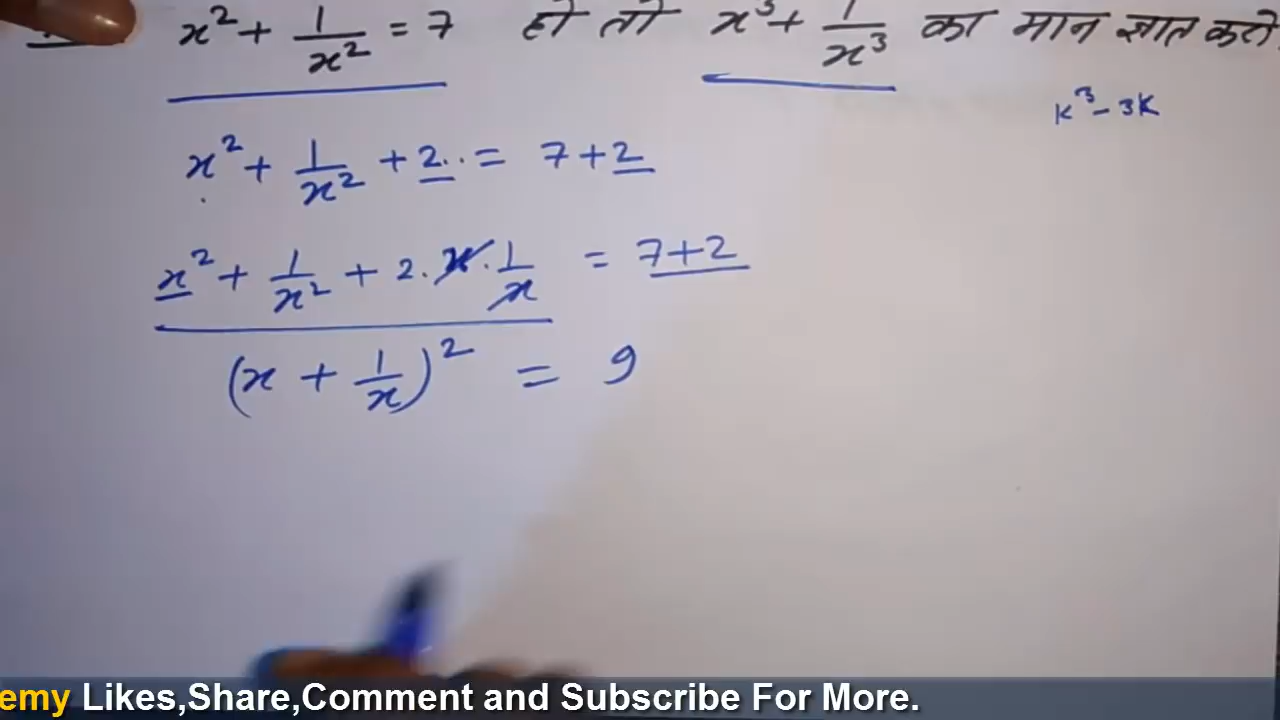 x² + 1/x² = 7 हो तो x³ + 1/x³ का मान ज्ञात करो.
k³ - 3k
x² + 1/x² + 2 .. = 7 + 2
x² + 1/x² + 2 . x . 1/x = 7 + 2
(x + 1/x)² = 9
emy Likes,Share,Comment and Subscribe For More.